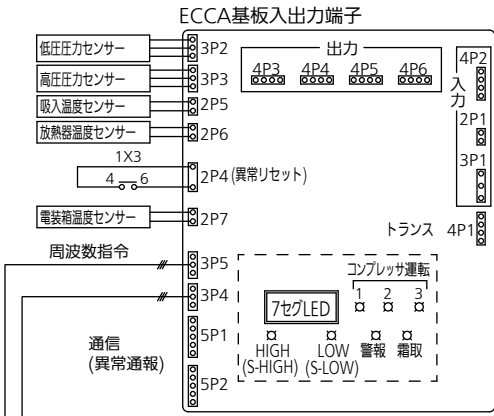 ECCA基板入出力端子
低圧圧力センサー
3P2
高圧圧力センサー
3P3
吸入温度センサー
2P5
放熱器温度センサー
2P6
1X3
4 6
2P4(異常リセット)
電装箱温度センサー
2P7
周波数指令
3P5
3P4
通信
(異常通報)
5P1
5P2
出力
4P3 4P4 4P5 4P6
4P2
入力
2P1
3P1
トランス 4P1
コンプレッサ運転
1 2 3
7セグLED
HIGH
(S-HIGH)
LOW
(S-LOW)
警報
霜取